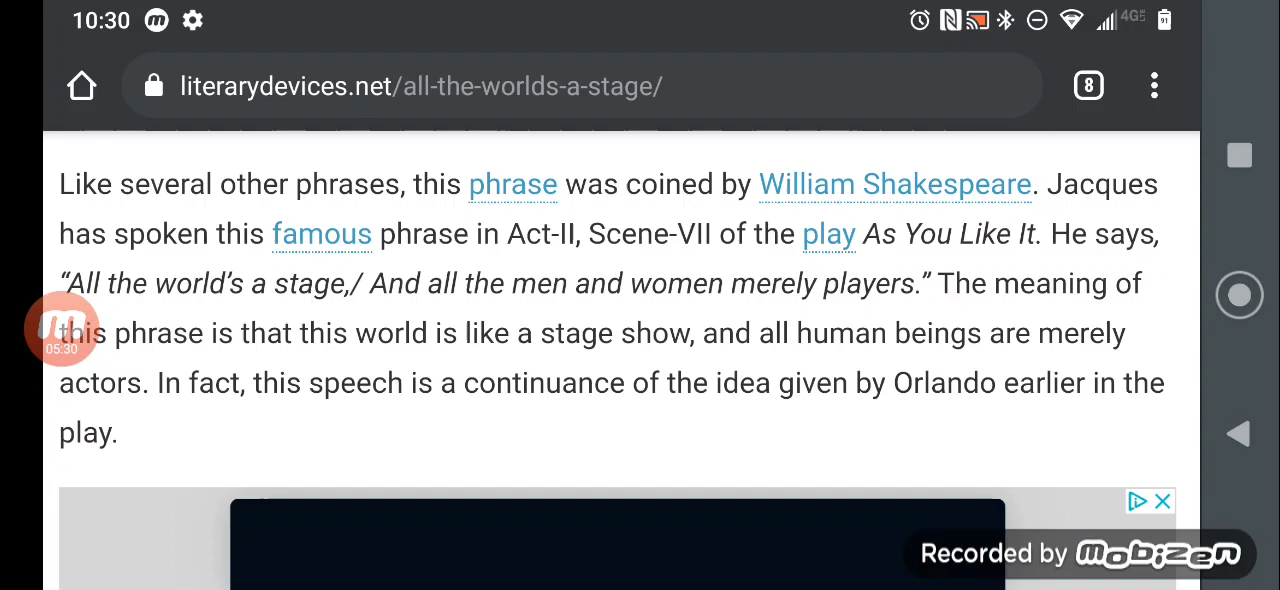 10:30 m 4GE 91
literarydevices.net/all-the-worlds-a-stage/ 8
Like several other phrases, this phrase was coined by William Shakespeare. Jacques
has spoken this famous phrase in Act-II, Scene-VII of the play As You Like It. He says,
“All the world’s a stage,/ And all the men and women merely players.” The meaning of
this phrase is that this world is like a stage show, and all human beings are merely
m
05:30
actors. In fact, this speech is a continuance of the idea given by Orlando earlier in the
play.
Recorded by mobizen